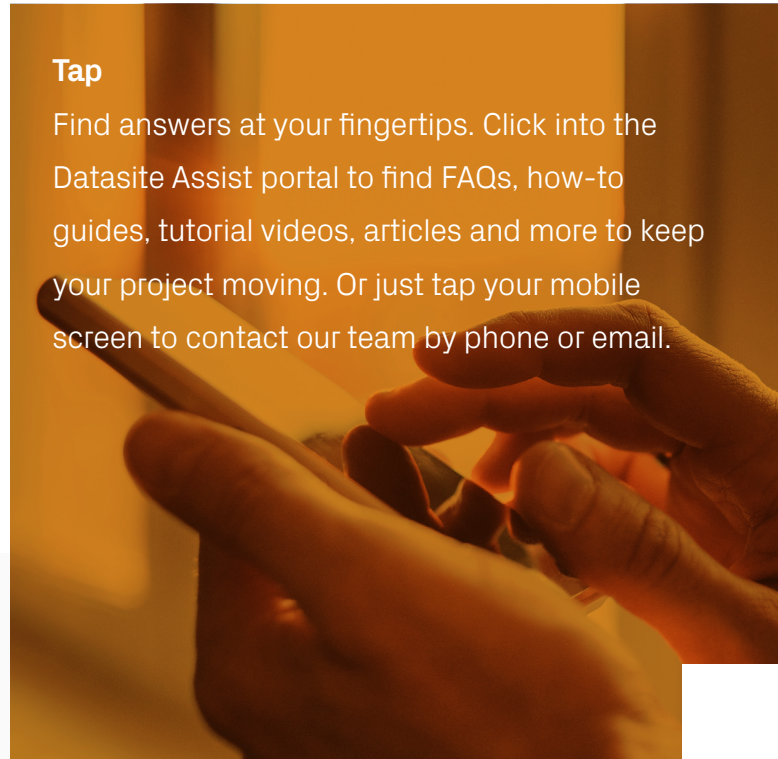 Tap
Find answers at your fingertips. Click into the
Datasite Assist portal to find FAQs, how-to
guides, tutorial videos, articles and more to keep
your project moving. Or just tap your mobile
screen to contact our team by phone or email.